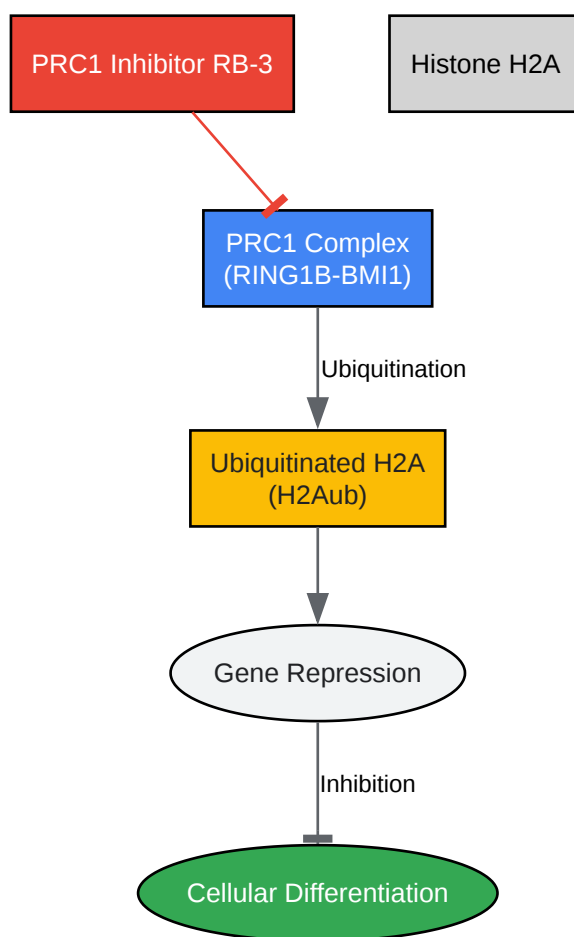 PRC1 Inhibitor RB-3
Histone H2A
PRC1 Complex
(RING1B-BMI1)
Ubiquitination
Ubiquitinated H2A
(H2Aub)
Gene Repression
Inhibition
Cellular Differentiation